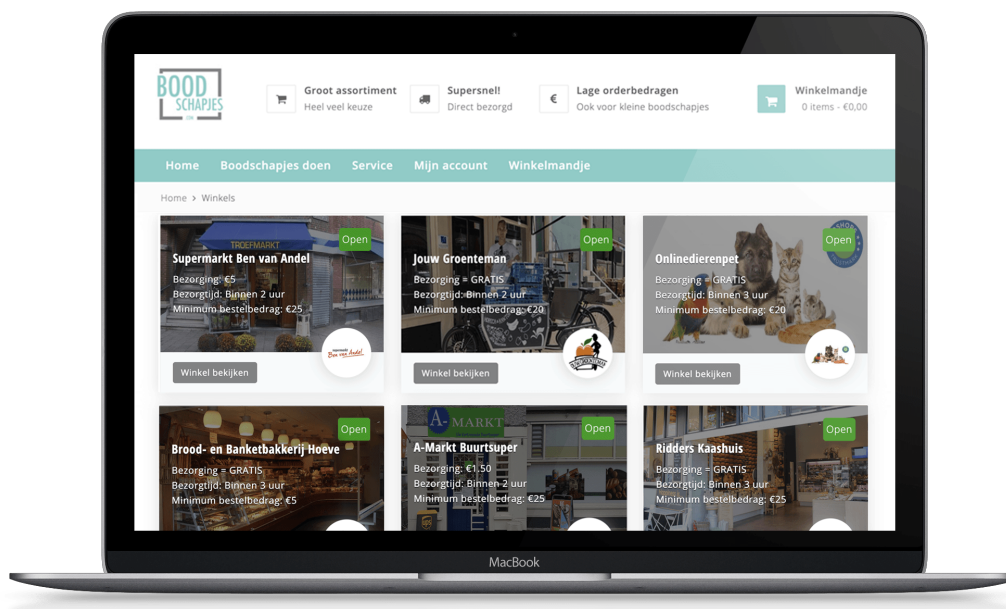 BOOD
SCHAPJES
.COM
Groot assortiment
Heel veel keuze
Supersnel!
Direct bezorgd
€
Lage orderbedragen
Ook voor kleine boodschapjes
Winkelmandje
0 items - €0,00
Home
Boodschapjes doen
Service
Mijn account
Winkelmandje
Home > Winkels
TROEFMARKT
Open
Supermarkt Ben van Andel
Bezorging: €5
Bezorgtijd: Binnen 2 uur
Minimum bestelbedrag: €25
Ben van Andel
Winkel bekijken
Open
Jouw Groenteman
Bezorging = GRATIS
Bezorgtijd: Binnen 2 uur
Minimum bestelbedrag: €20
Winkel bekijken
Open
Onlinedierenpet
Bezorging = GRATIS
Bezorgtijd: Binnen 3 uur
Minimum bestelbedrag: €20
Winkel bekijken
Open
Brood- en Banketbakkerij Hoeve
Bezorging = GRATIS
Bezorgtijd: Binnen 3 uur
Minimum bestelbedrag: €5
A-MARKT
Open
A-Markt Buurtsuper
Bezorging: €1,50
Bezorgtijd: Binnen 2 uur
Minimum bestelbedrag: €25
ups
Open
Ridders Kaashuis
Bezorging = GRATIS
Bezorgtijd: Binnen 3 uur
Minimum bestelbedrag: €25
MacBook